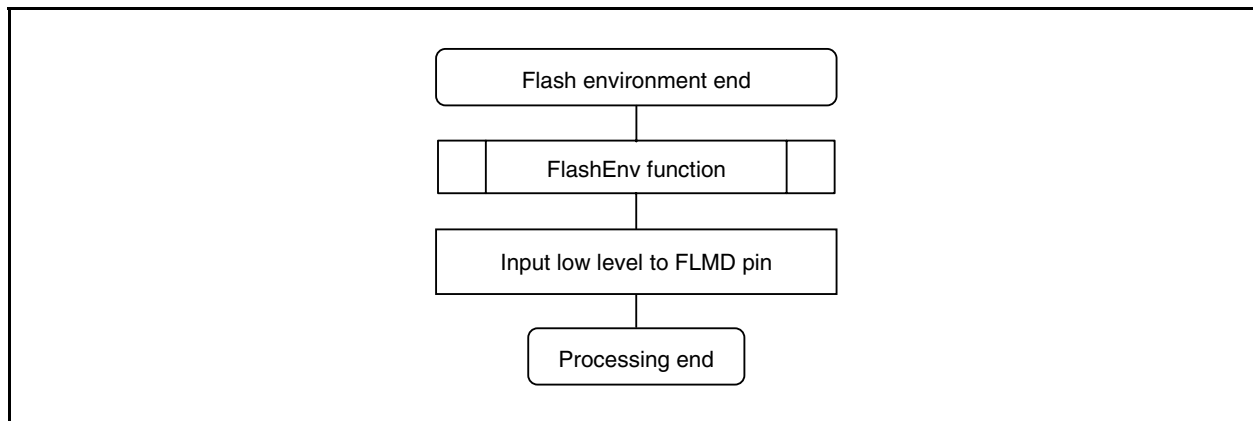 Flash environment end
FlashEnv function
Input low level to FLMD pin
Processing end